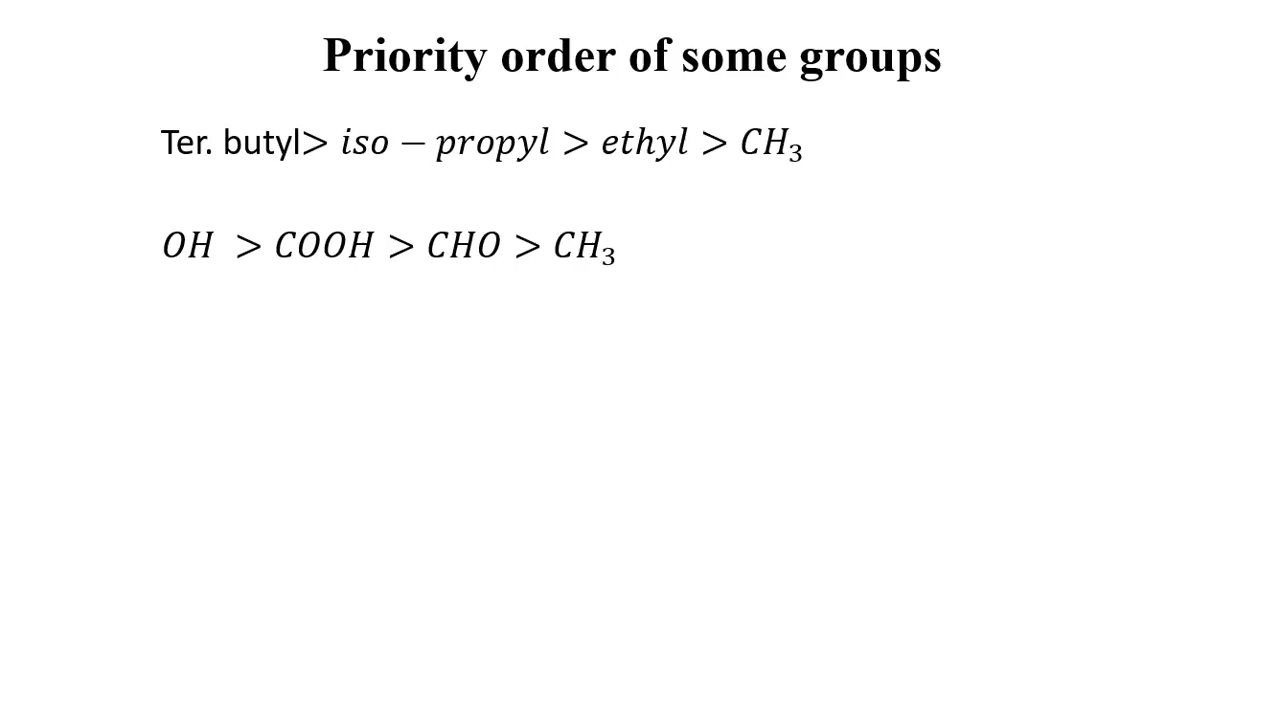 Priority order of some groups
Ter. butyl> 𝑖𝑠𝑜 − 𝑝𝑟𝑜𝑝𝑦𝑙 > 𝑒𝑡ℎ𝑦𝑙 > 𝐶𝐻₃
𝑂𝐻 > 𝐶𝑂𝑂𝐻 > 𝐶𝐻𝑂 > 𝐶𝐻₃